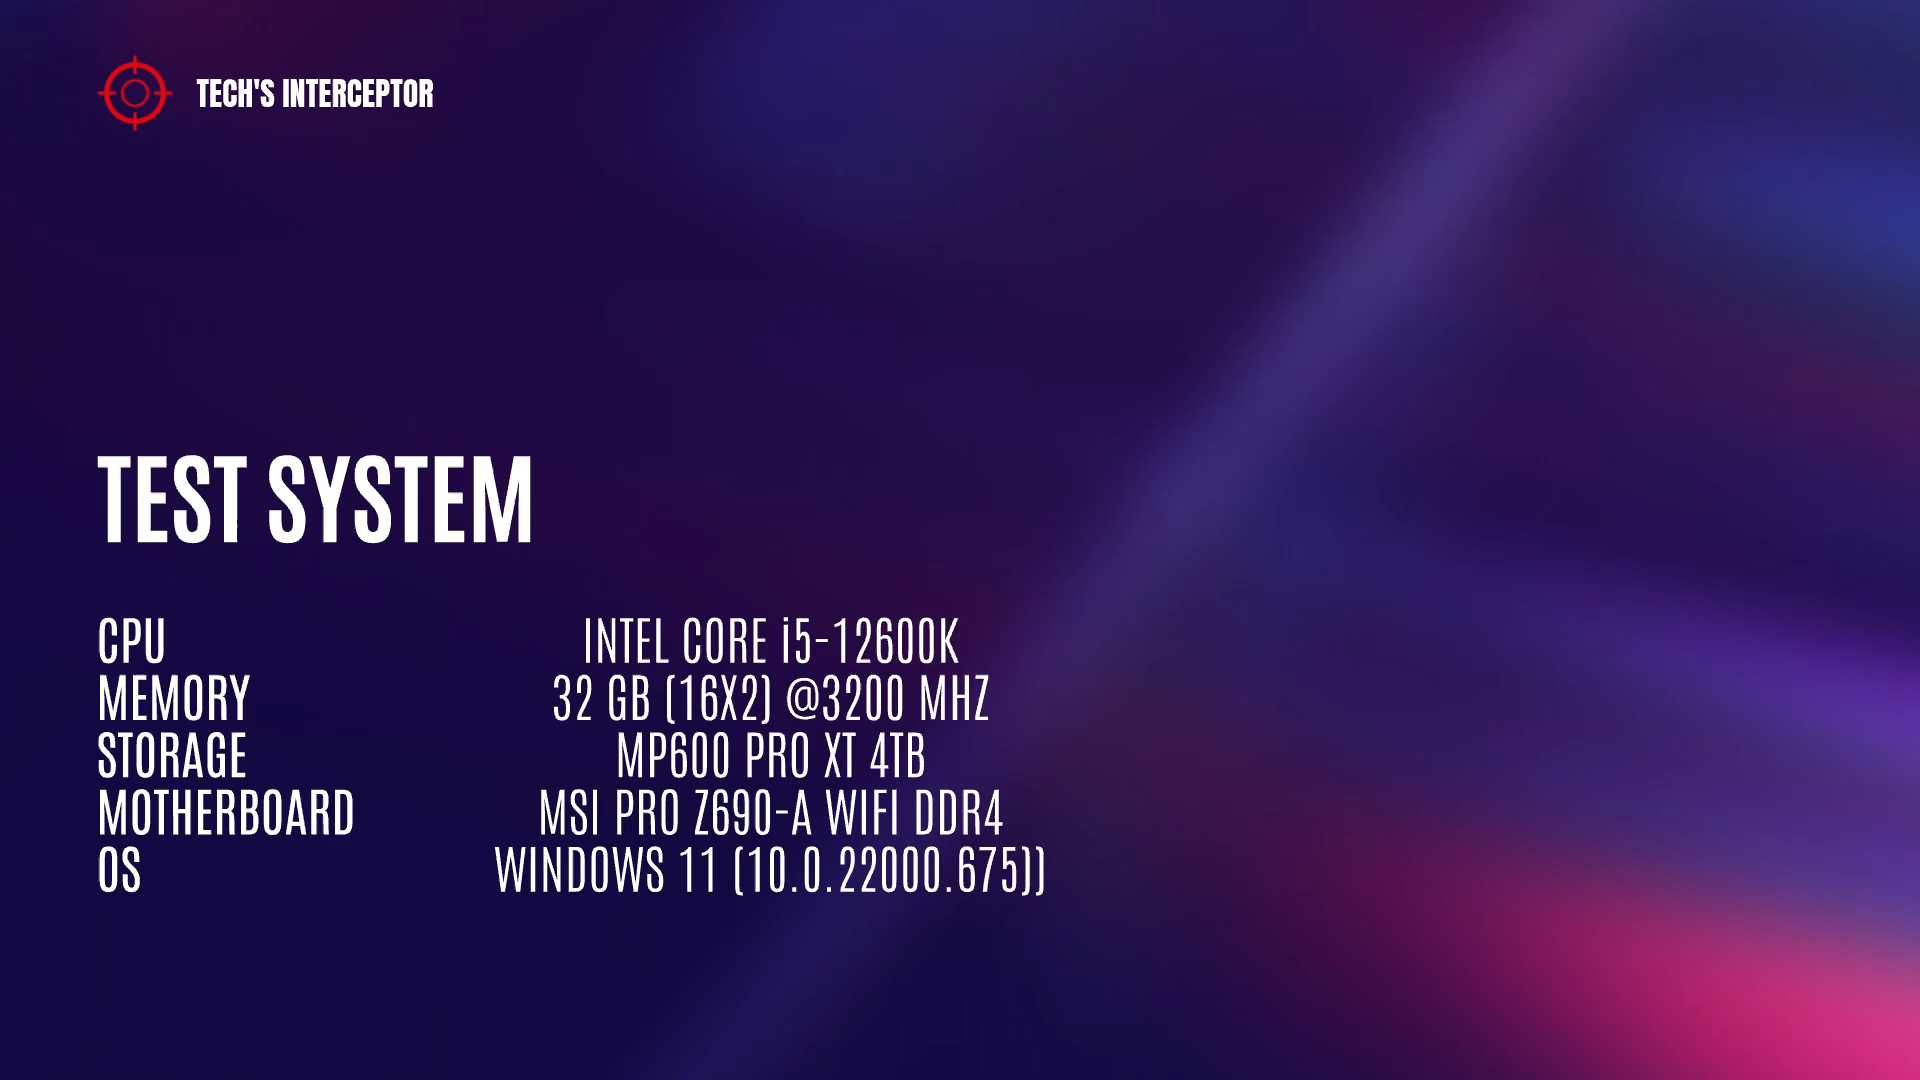 TECH'S INTERCEPTOR
TEST SYSTEM
CPU INTEL CORE i5-12600K
MEMORY 32 GB (16X2) @3200 MHZ
STORAGE MP600 PRO XT 4TB
MOTHERBOARD MSI PRO Z690-A WIFI DDR4
OS WINDOWS 11 (10.0.22000.675))